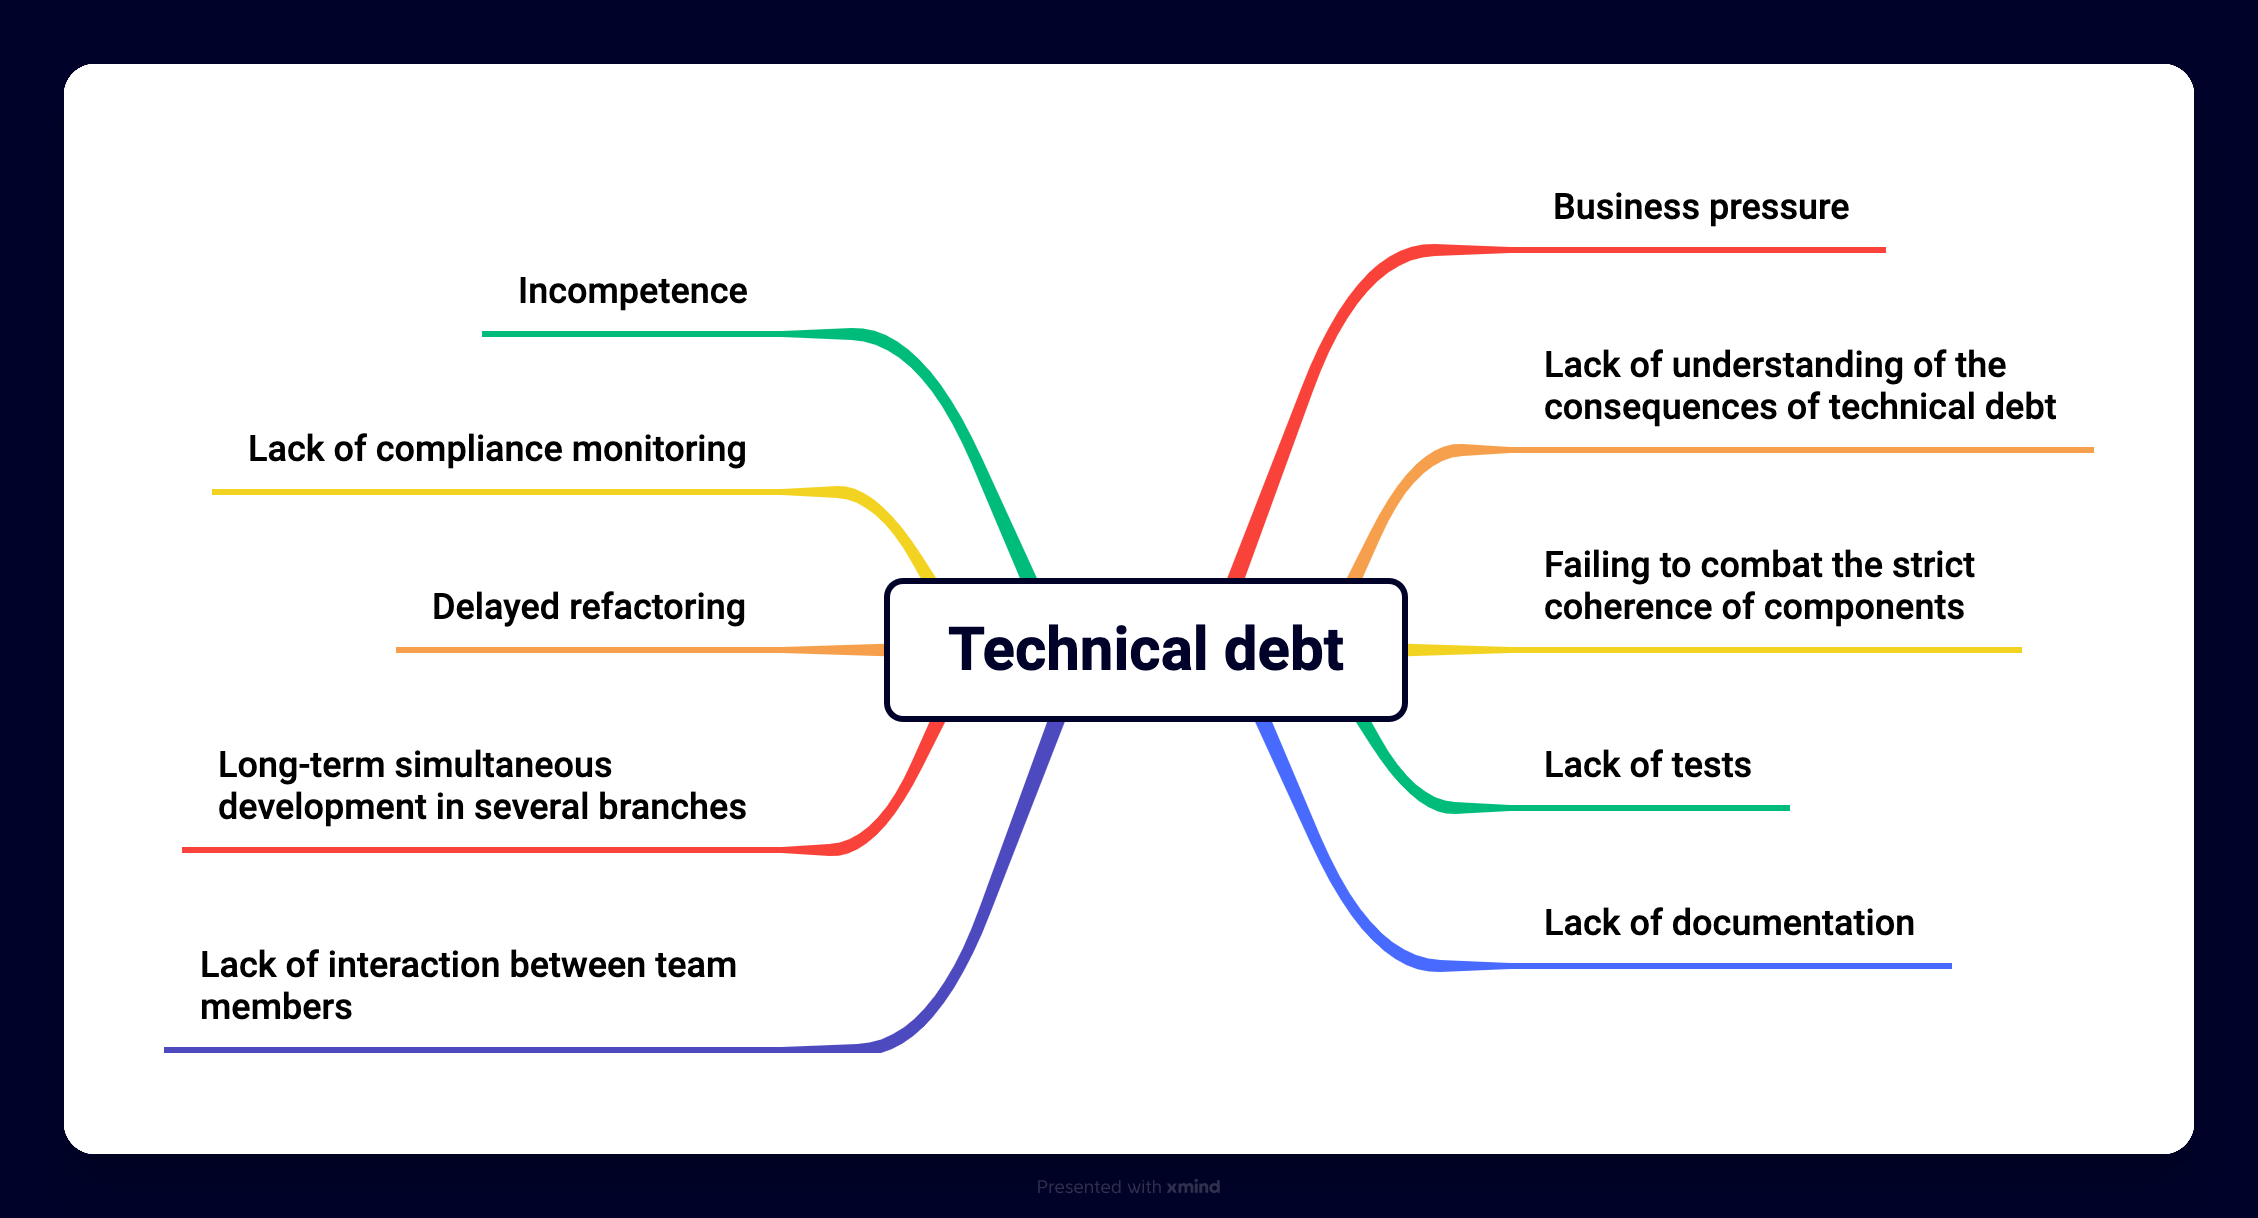 Business pressure
Incompetence
Lack of understanding of the
consequences of technical debt
Lack of compliance monitoring
Failing to combat the strict
coherence of components
Delayed refactoring
Technical debt
Long-term simultaneous
development in several branches
Lack of tests
Lack of documentation
Lack of interaction between team
members
Presented with xmind